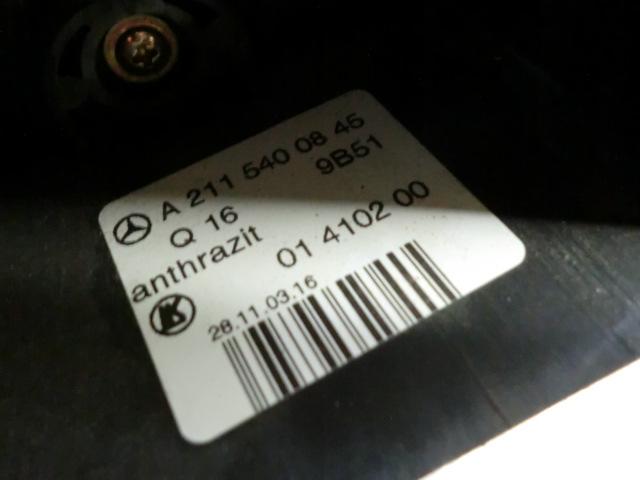 A 211 540 08 45
Q 16 9B51
anthrazit 01 4102 00
K 28.11.03.16